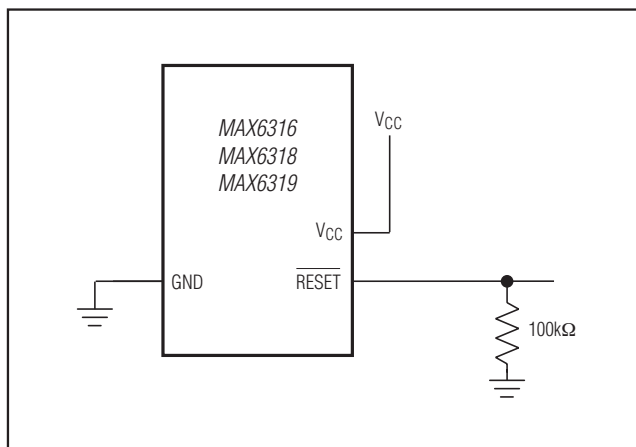 MAX6316
MAX6318
MAX6319
VCC
VCC
GND
RESET
100kΩ